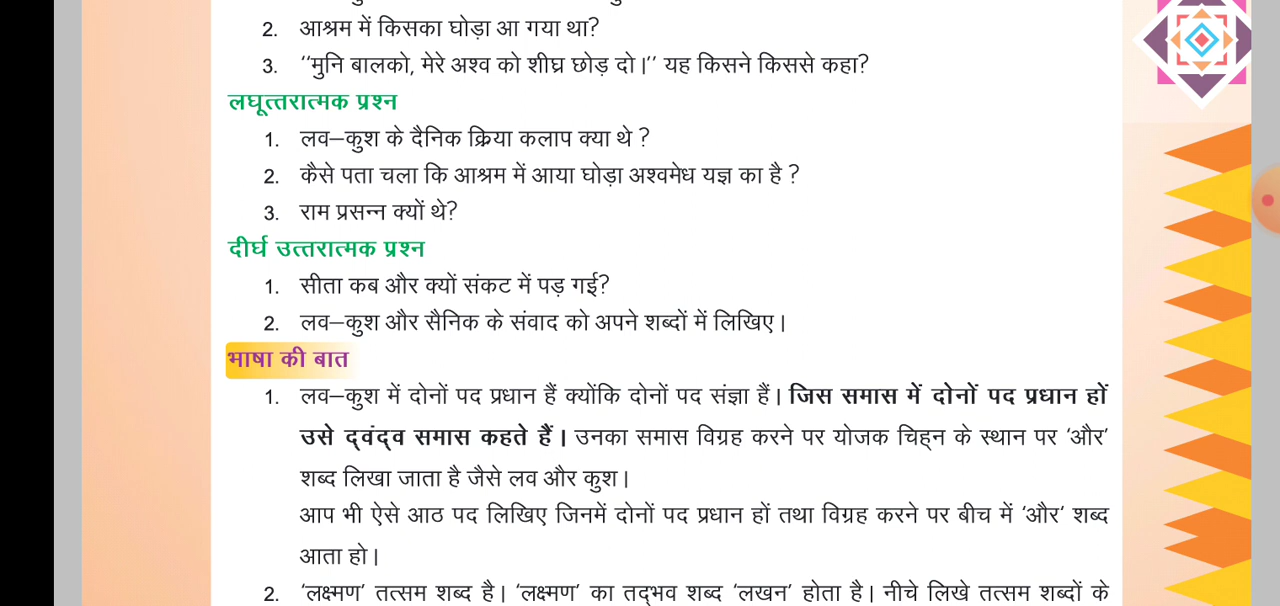 2. आश्रम में किसका घोड़ा आ गया था?
3. ‘‘मुनि बालको, मेरे अश्व को शीघ्र छोड़ दो।’’ यह किसने किससे कहा?
लघूत्तरात्मक प्रश्न
1. लव–कुश के दैनिक क्रिया कलाप क्या थे ?
2. कैसे पता चला कि आश्रम में आया घोड़ा अश्वमेध यज्ञ का है ?
3. राम प्रसन्न क्यों थे?
दीर्घ उत्तरात्मक प्रश्न
1. सीता कब और क्यों संकट में पड़ गई?
2. लव–कुश और सैनिक के संवाद को अपने शब्दों में लिखिए।
भाषा की बात
1. लव–कुश में दोनों पद प्रधान हैं क्योंकि दोनों पद संज्ञा हैं। जिस समास में दोनों पद प्रधान हों
उसे द्वंद्व समास कहते हैं। उनका समास विग्रह करने पर योजक चिह्न के स्थान पर ‘और’
शब्द लिखा जाता है जैसे लव और कुश।
आप भी ऐसे आठ पद लिखिए जिनमें दोनों पद प्रधान हों तथा विग्रह करने पर बीच में ‘और’ शब्द
आता हो।
2. ‘लक्ष्मण’ तत्सम शब्द है। ‘लक्ष्मण’ का तद्भव शब्द ‘लखन’ होता है। नीचे लिखे तत्सम शब्दों के